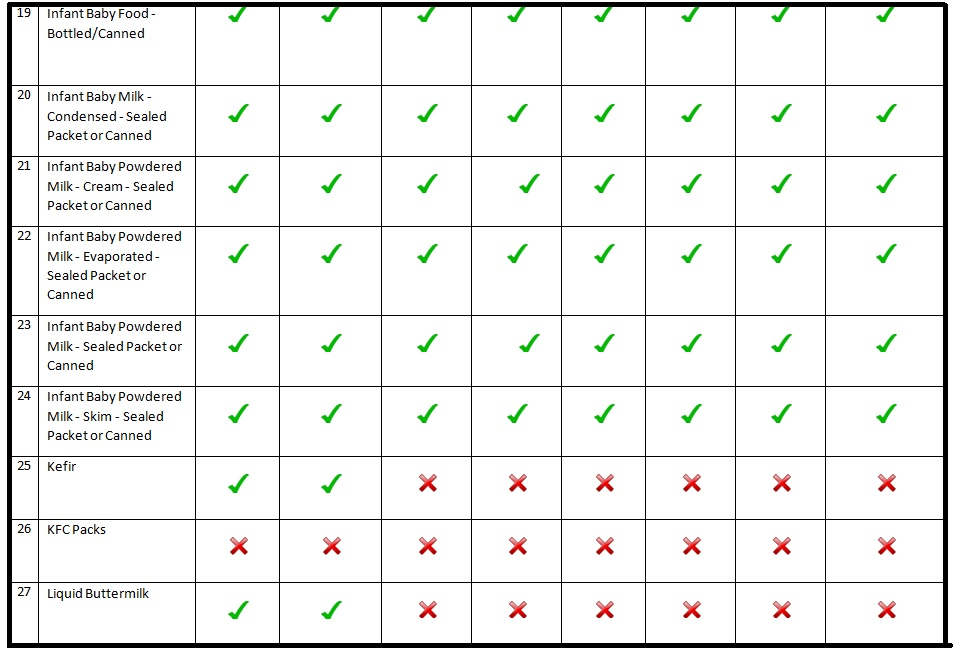 19 Infant Baby Food -
Bottled/Canned
20 Infant Baby Milk -
Condensed - Sealed
Packet or Canned
21 Infant Baby Powdered
Milk - Cream - Sealed
Packet or Canned
22 Infant Baby Powdered
Milk - Evaporated -
Sealed Packet or
Canned
23 Infant Baby Powdered
Milk - Sealed Packet or
Canned
24 Infant Baby Powdered
Milk - Skim - Sealed
Packet or Canned
25 Kefir
26 KFC Packs
27 Liquid Buttermilk